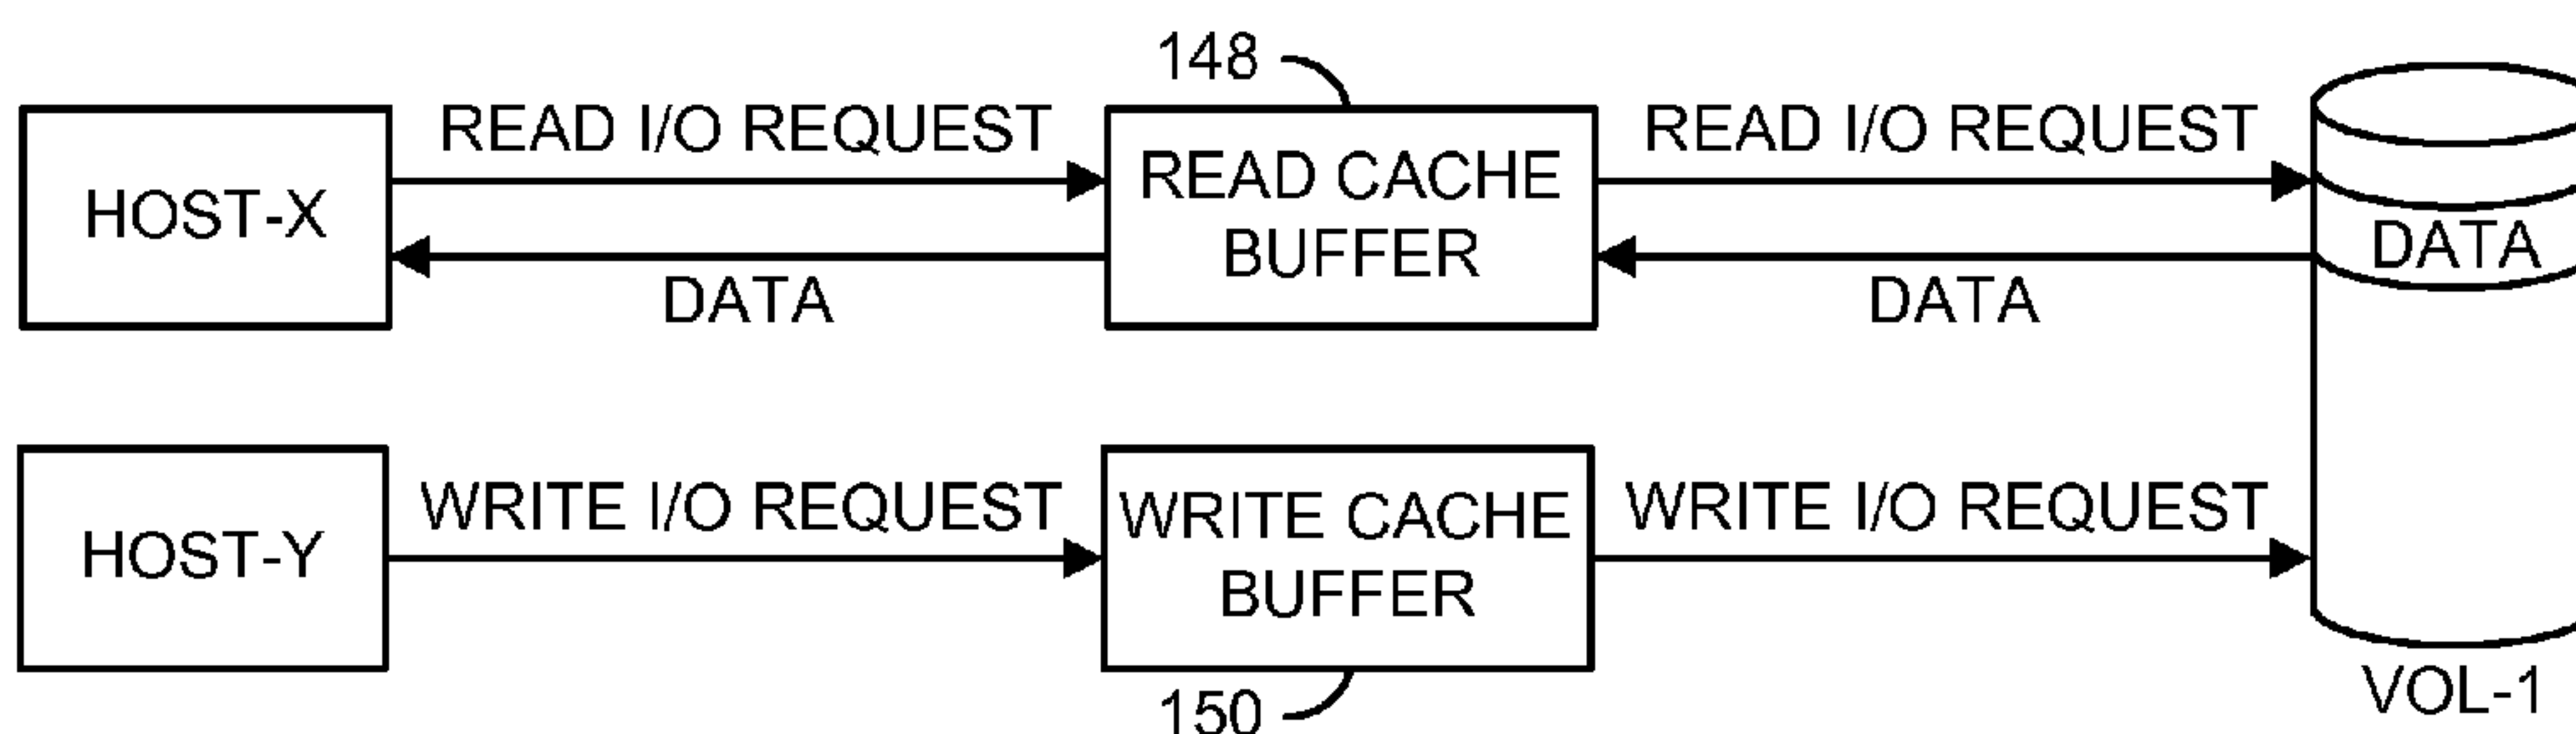 148
HOST-X
READ I/O REQUEST
DATA
READ CACHE
BUFFER
READ I/O REQUEST
DATA
DATA
HOST-Y
WRITE I/O REQUEST
WRITE CACHE
BUFFER
WRITE I/O REQUEST
150
VOL-1